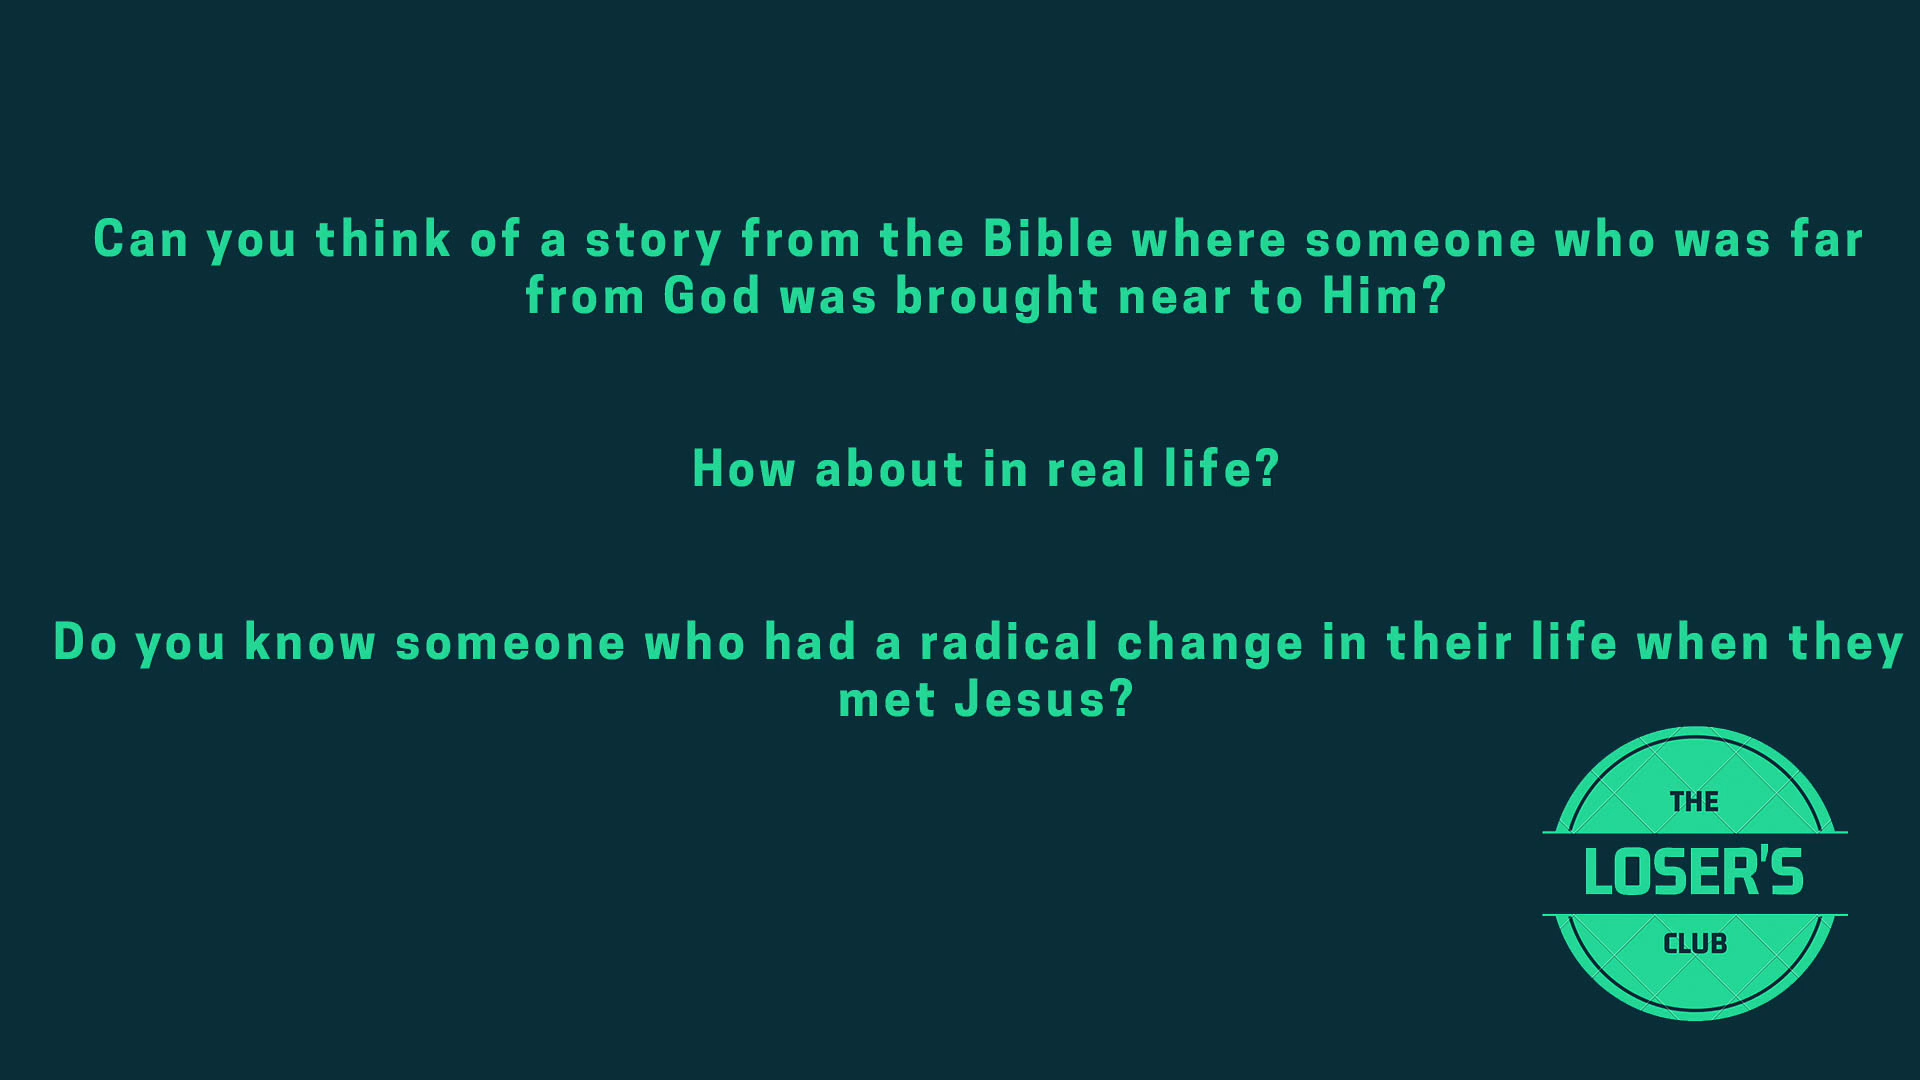 Can you think of a story from the Bible where someone who was far
from God was brought near to Him?
How about in real life?
Do you know someone who had a radical change in their life when they
met Jesus?
THE
LOSER'S
CLUB